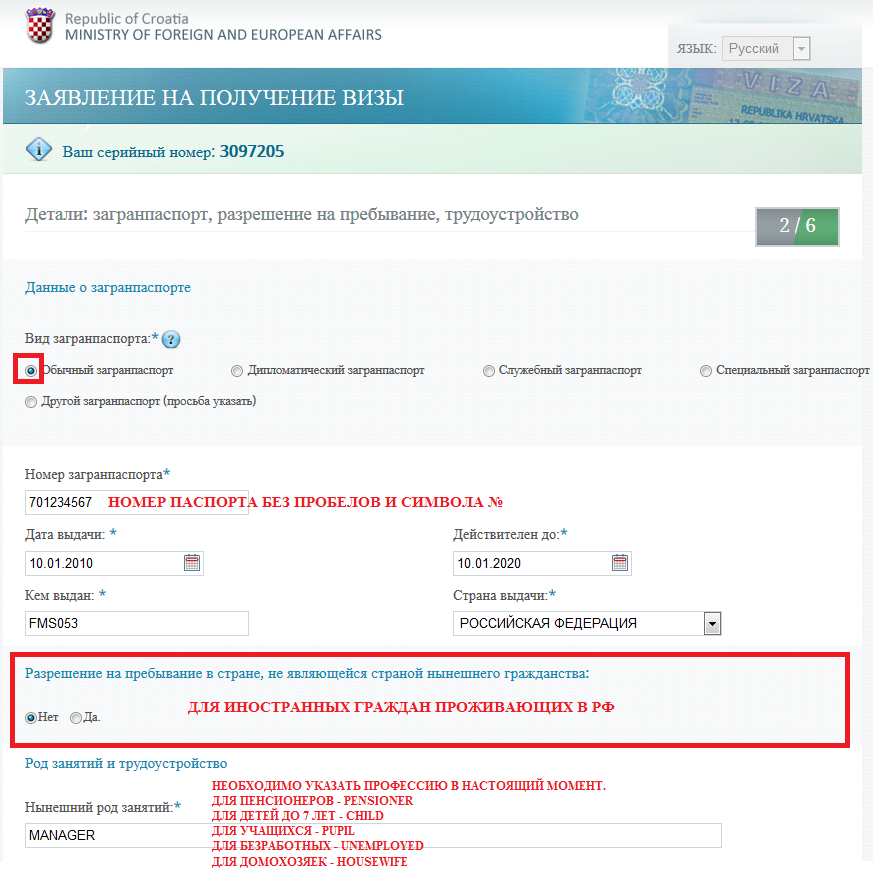 Republic of Croatia
MINISTRY OF FOREIGN AND EUROPEAN AFFAIRS
ЯЗЫК: Русский
ЗАЯВЛЕНИЕ НА ПОЛУЧЕНИЕ ВИЗЫ
VIZA
REPUBLIKA HRVATSKA
Ваш серийный номер: 3097205
Детали: загранпаспорт, разрешение на пребывание, трудоустройство
2 / 6
Данные о загранпаспорте
Вид загранпаспорта:* ?
Обычный загранпаспорт Дипломатический загранпаспорт Служебный загранпаспорт Специальный загранпаспорт
Другой загранпаспорт (просьба указать)
Номер загранпаспорта*
701234567 НОМЕР ПАСПОРТА БЕЗ ПРОБЕЛОВ И СИМВОЛА №
Дата выдачи: * Действителен до:*
10.01.2010 10.01.2020
Кем выдан: * Страна выдачи:*
FMS053 РОССИЙСКАЯ ФЕДЕРАЦИЯ
Разрешение на пребывание в стране, не являющейся страной нынешнего гражданства:
ДЛЯ ИНОСТРАННЫХ ГРАЖДАН ПРОЖИВАЮЩИХ В РФ
Нет Да.
Род занятий и трудоустройство
НЕОБХОДИМО УКАЗАТЬ ПРОФЕССИЮ В НАСТОЯЩИЙ МОМЕНТ.
ДЛЯ ПЕНСИОНЕРОВ - PENSIONER
Нынешний род занятий:*
ДЛЯ ДЕТЕЙ ДО 7 ЛЕТ - CHILD
ДЛЯ УЧАЩИХСЯ - PUPIL
MANAGER
ДЛЯ БЕЗРАБОТНЫХ - UNEMPLOYED
ДЛЯ ДОМОХОЗЯЕК - HOUSEWIFE